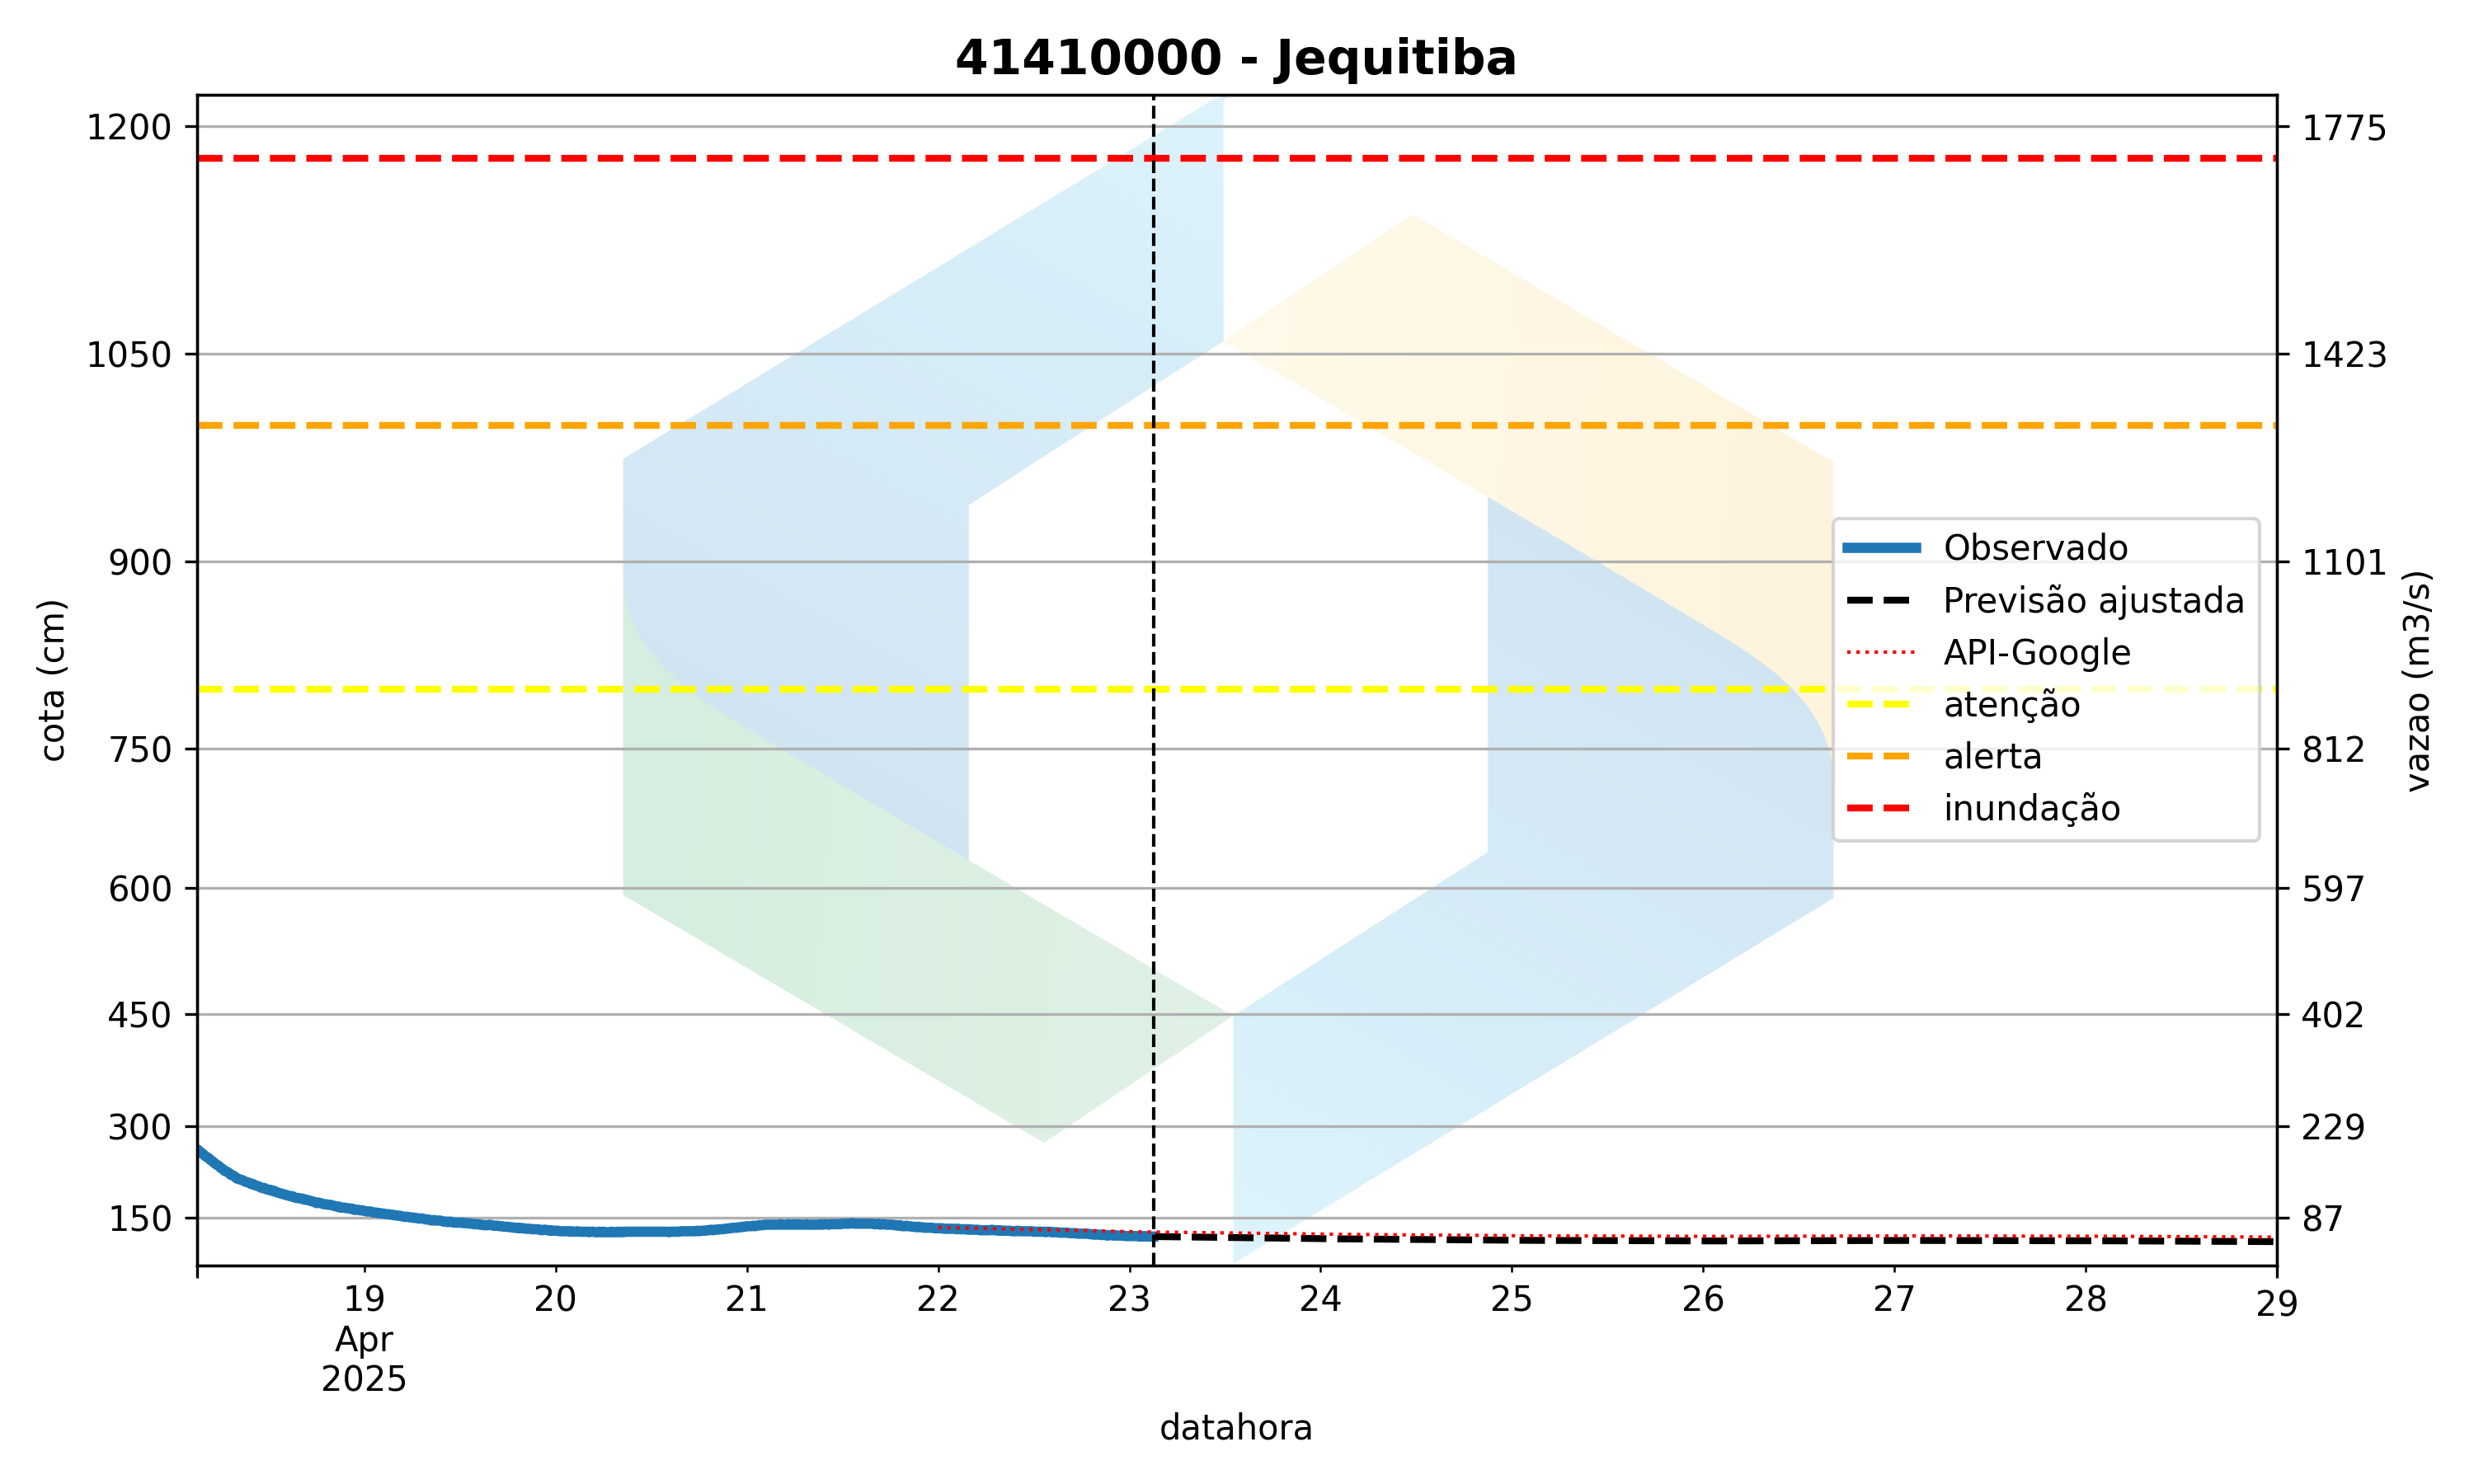 41410000 - Jequitiba
1200
1050
900
750
600
450
300
150
cota (cm)
1775
1423
1101
812
597
402
229
87
vazao (m3/s)
Observado
Previsão ajustada
API-Google
atenção
alerta
inundação
19 20 21 22 23 24 25 26 27 28 29
Apr
2025
datahora